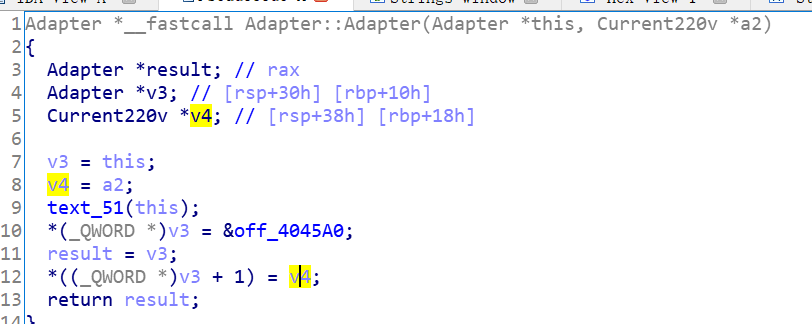 1 Adapter *__fastcall Adapter::Adapter(Adapter *this, Current220v *a2)
2 {
3   Adapter *result; // rax
4   Adapter *v3; // [rsp+30h] [rbp+10h]
5   Current220v *v4; // [rsp+38h] [rbp+18h]
6
7   v3 = this;
8   v4 = a2;
9   text_51(this);
10   *(_QWORD *)v3 = &off_4045A0;
11   result = v3;
12   *((_QWORD *)v3 + 1) = v4;
13   return result;
14 }